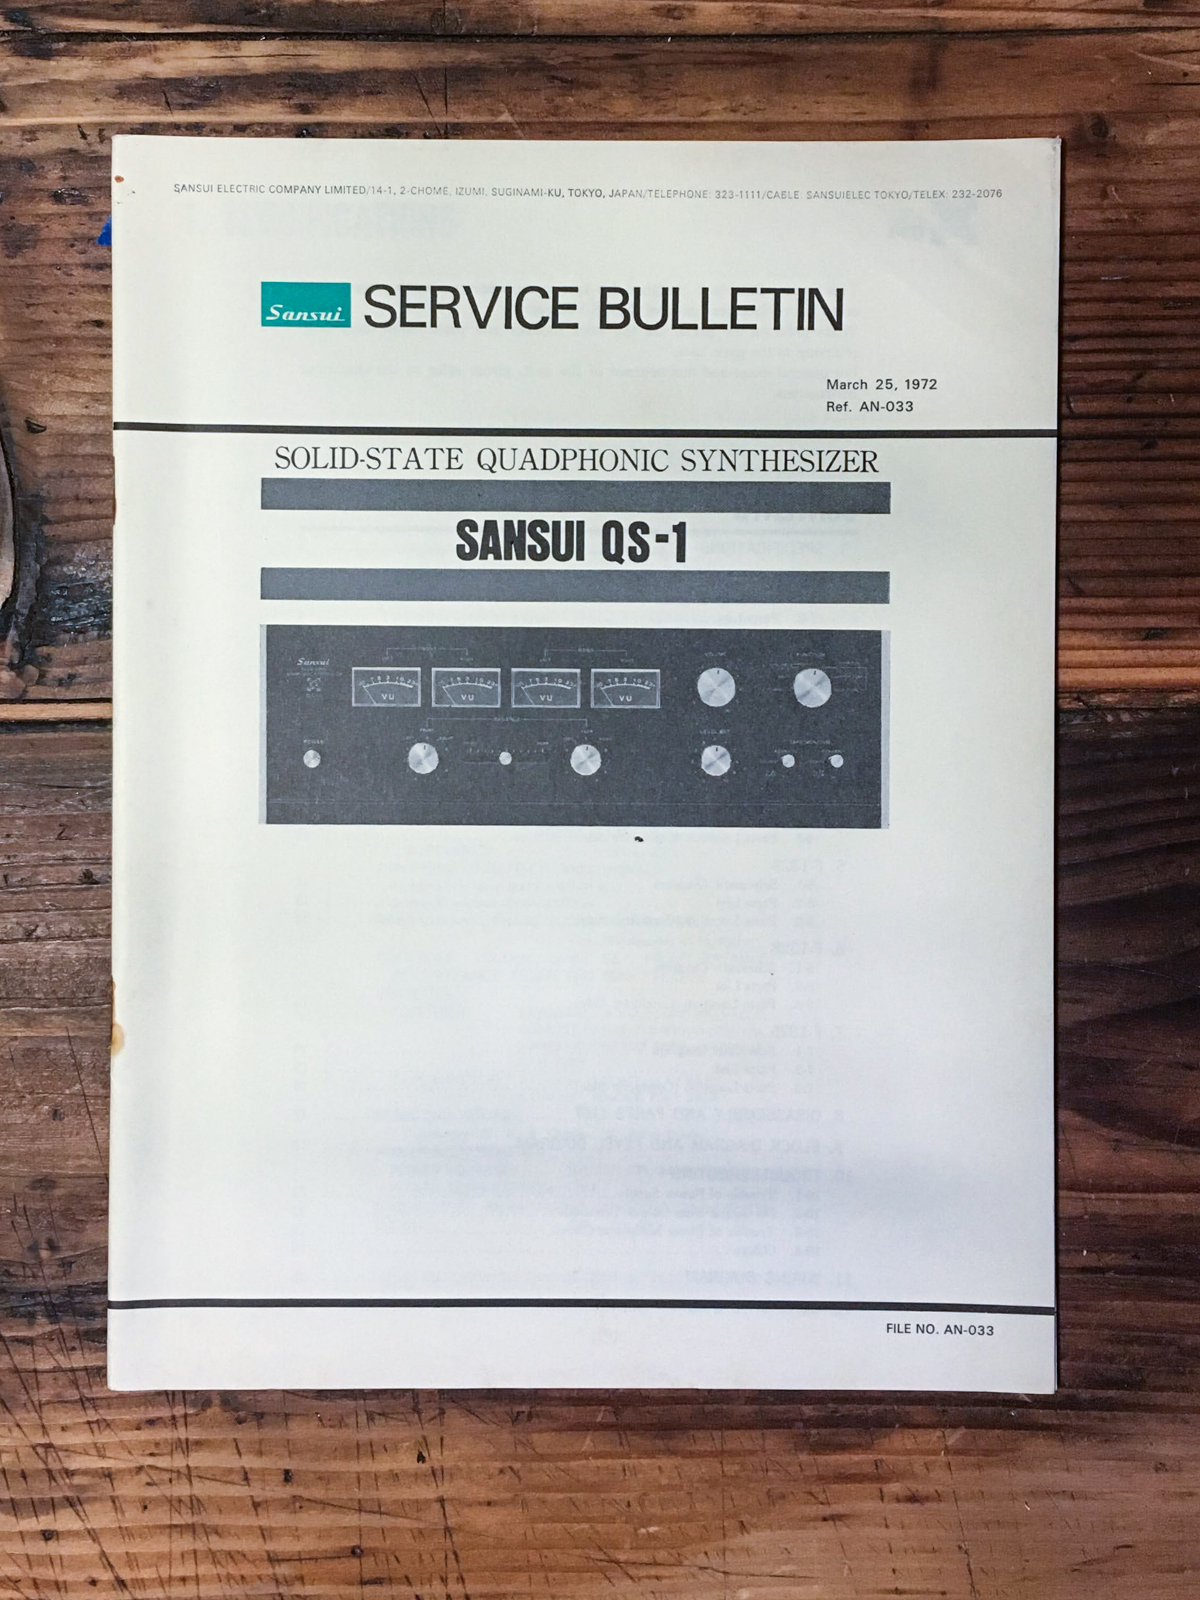 SANSUI ELECTRIC COMPANY LIMITED/14-1, 2-CHOME, IZUMI, SUGINAMI-KU, TOKYO, JAPAN/TELEPHONE: 323-1111/CABLE: SANSUIELEC TOKYO/TELEX: 232-2076
Sansui SERVICE BULLETIN
March 25, 1972
Ref. AN-033
SOLID-STATE QUADPHONIC SYNTHESIZER
SANSUI QS-1
Sansui
VU VU VU VU
POWER
FILE NO. AN-033